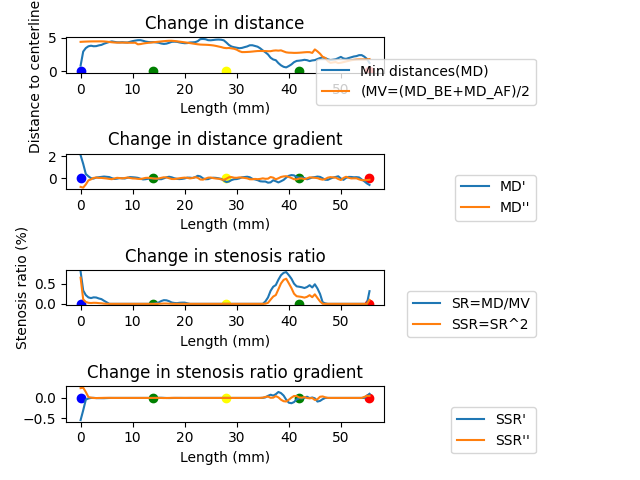 Change in distance
Distance to centerline
5
0
0 10 20 30 40 50
Length (mm)
Min distances(MD)
(MV=(MD_BE+MD_AF)/2
Change in distance gradient
2
0
0 10 20 30 40 50
Length (mm)
MD'
MD''
Change in stenosis ratio
Stenosis ratio (%)
0.5
0.0
0 10 20 30 40 50
Length (mm)
SR=MD/MV
SSR=SR^2
Change in stenosis ratio gradient
0.0
−0.5
0 10 20 30 40 50
Length (mm)
SSR'
SSR''